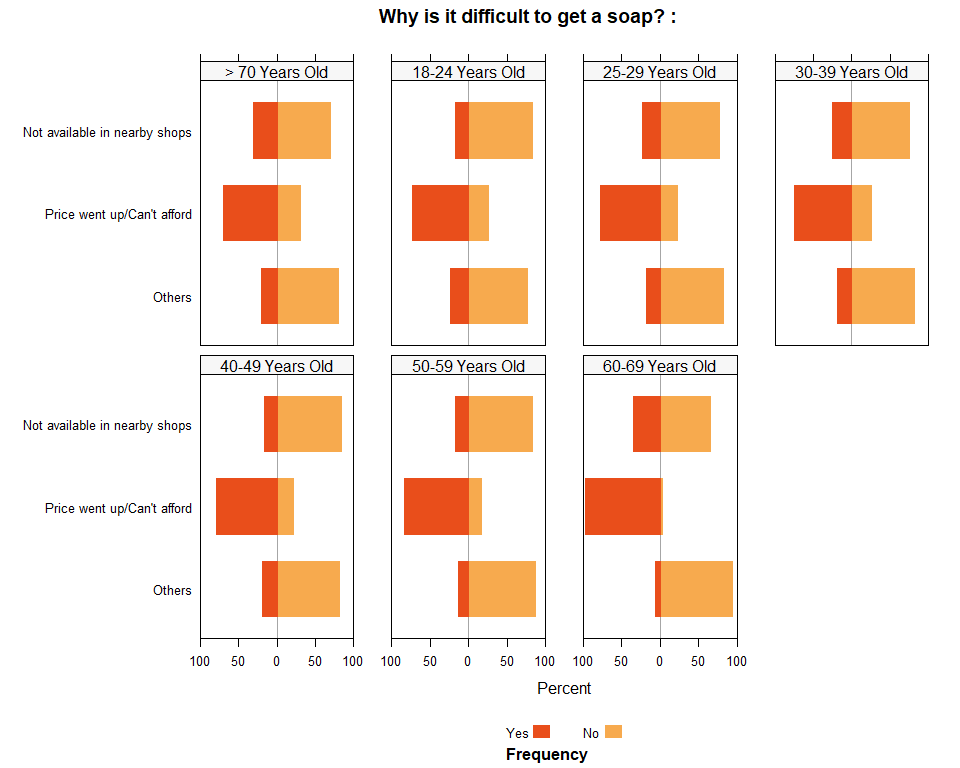 Why is it difficult to get a soap? :
> 70 Years Old
18-24 Years Old
25-29 Years Old
30-39 Years Old
Not available in nearby shops
Price went up/Can't afford
Others
40-49 Years Old
50-59 Years Old
60-69 Years Old
Not available in nearby shops
Price went up/Can't afford
Others
100 50 0 50 100
100 50 0 50 100
100 50 0 50 100
Percent
Yes
No
Frequency